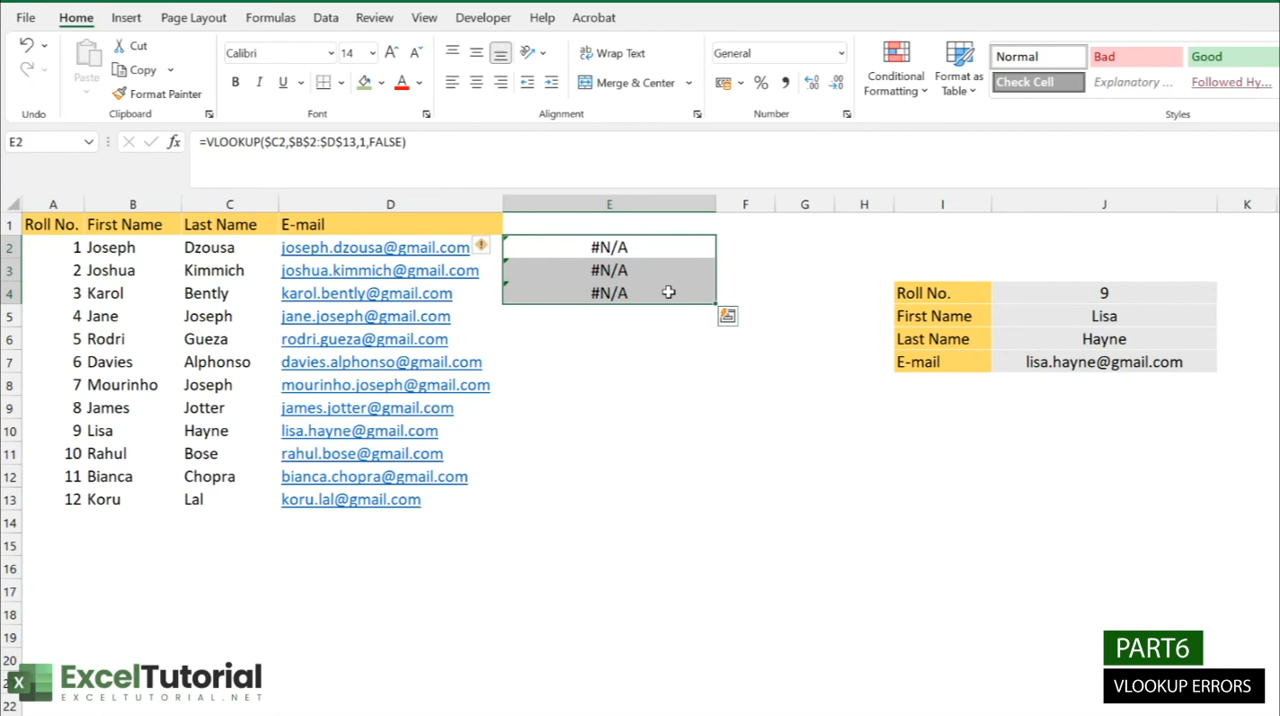 File Home Insert Page Layout Formulas Data Review View Developer Help Acrobat
Cut
Copy
Format Painter
Paste
Undo Clipboard
Calibri 14 A A
B I U A
Font
Wrap Text
Merge & Center
Alignment
General
% ,
Number
Conditional Formatting
Format as Table
Normal Bad Good
Check Cell Explanatory ... Followed Hy...
Styles
E2 fx =VLOOKUP($C2,$B$2:$D$13,1,FALSE)
A B C D E F G H I J K
1 Roll No. First Name Last Name E-mail
2 1 Joseph Dzousa joseph.dzousa@gmail.com #N/A
3 2 Joshua Kimmich joshua.kimmich@gmail.com #N/A
4 3 Karol Bently karol.bently@gmail.com #N/A Roll No. 9
5 4 Jane Joseph jane.joseph@gmail.com First Name Lisa
6 5 Rodri Gueza rodri.gueza@gmail.com Last Name Hayne
7 6 Davies Alphonso davies.alphonso@gmail.com E-mail lisa.hayne@gmail.com
8 7 Mourinho Joseph mourinho.joseph@gmail.com
9 8 James Jotter james.jotter@gmail.com
10 9 Lisa Hayne lisa.hayne@gmail.com
11 10 Rahul Bose rahul.bose@gmail.com
12 11 Bianca Chopra bianca.chopra@gmail.com
13 12 Koru Lal koru.lal@gmail.com
14
15
16
17
18
19
20
22
X ExcelTutorial
EXCELTUTORIAL.NET
PART6
VLOOKUP ERRORS